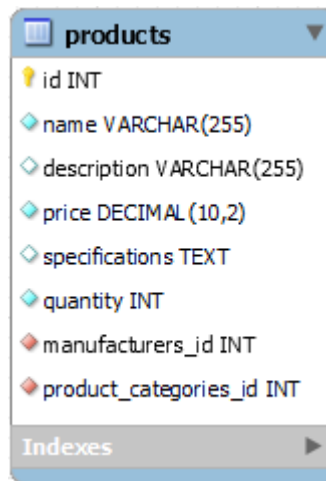 products
id INT
name VARCHAR(255)
description VARCHAR(255)
price DECIMAL(10,2)
specifications TEXT
quantity INT
manufacturers_id INT
product_categories_id INT
Indexes